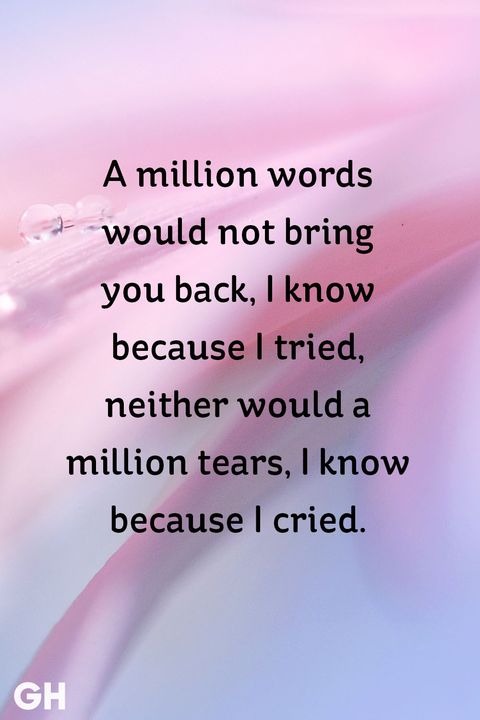 A million words
would not bring
you back, I know
because I tried,
neither would a
million tears, I know
because I cried.
GH